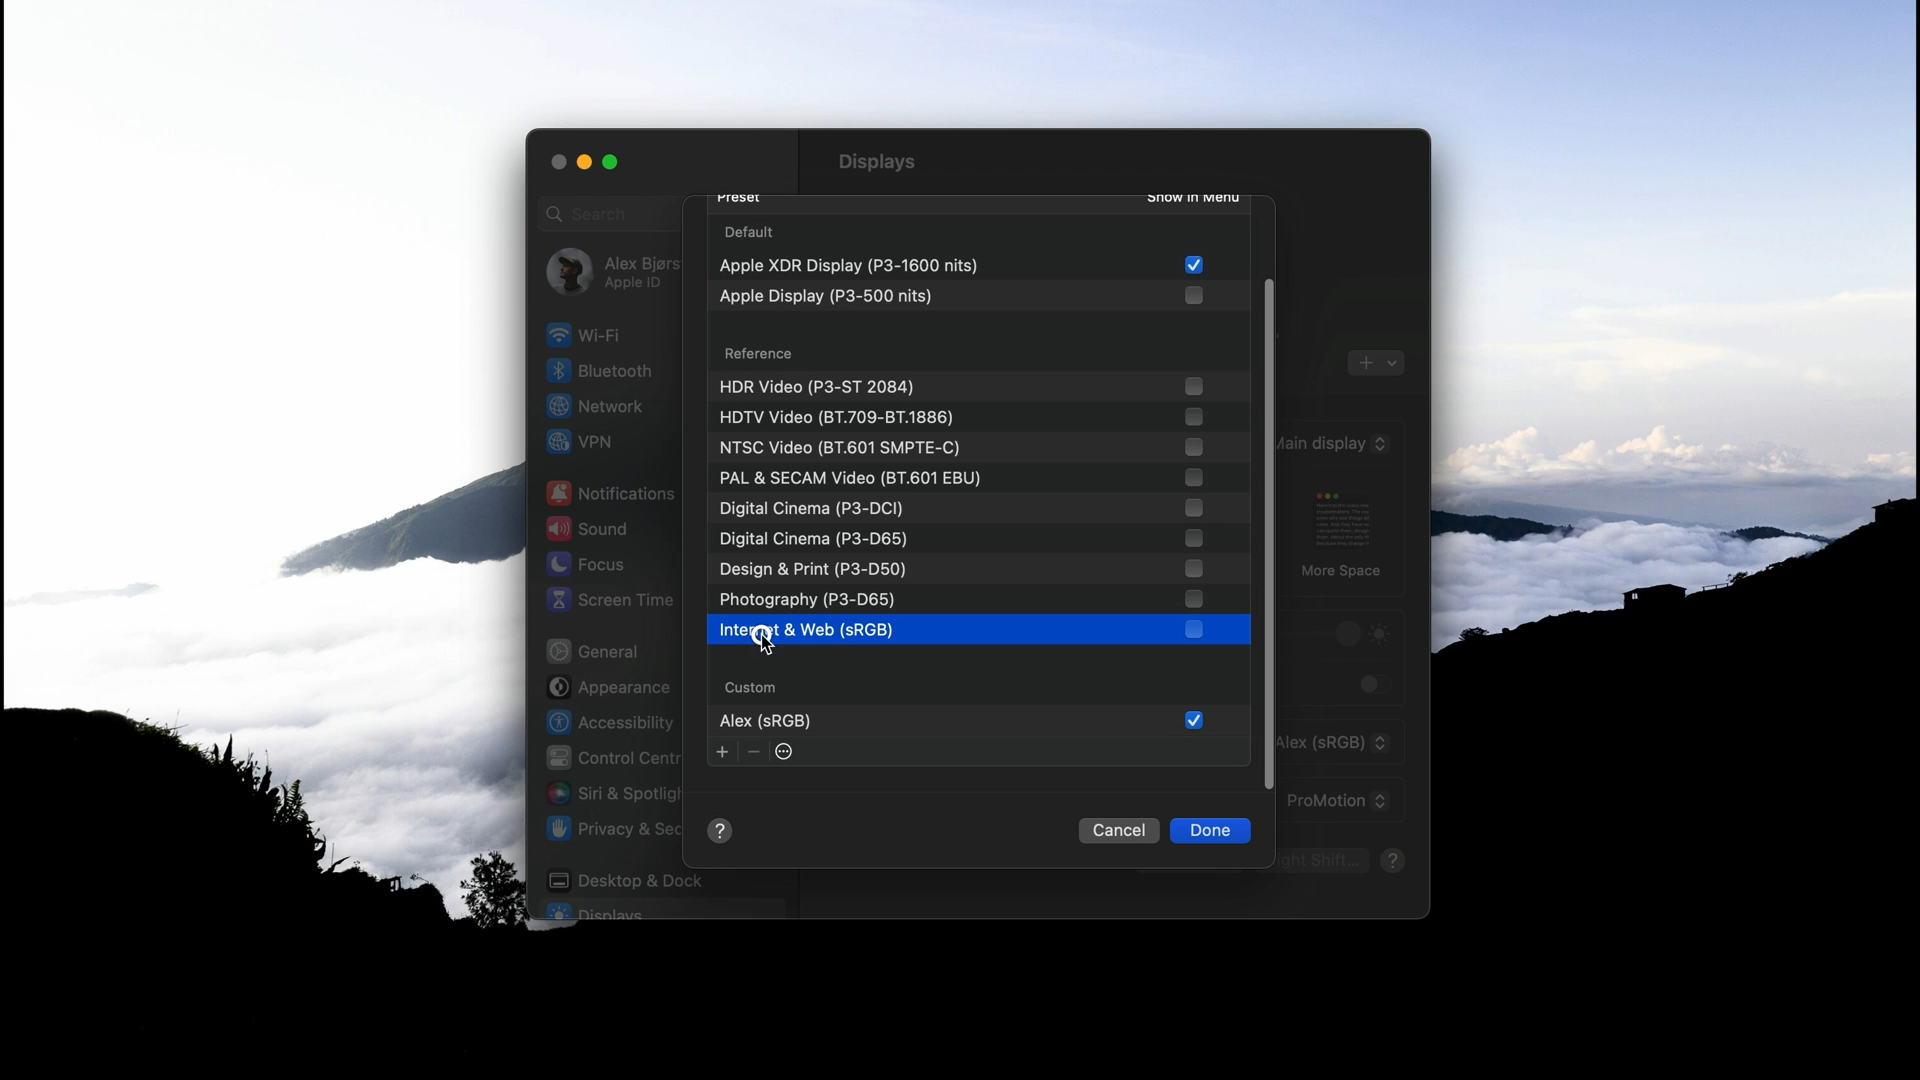 Displays
Search
Alex Bjørs
Apple ID
Wi-Fi
Bluetooth
Network
VPN
Notifications
Sound
Focus
Screen Time
General
Appearance
Accessibility
Control Centr
Siri & Spotligh
Privacy & Sec
Desktop & Dock
Displays
Preset Show in Menu
Default
Apple XDR Display (P3-1600 nits)
Apple Display (P3-500 nits)
Reference
HDR Video (P3-ST 2084)
HDTV Video (BT.709-BT.1886)
NTSC Video (BT.601 SMPTE-C)
PAL & SECAM Video (BT.601 EBU)
Digital Cinema (P3-DCI)
Digital Cinema (P3-D65)
Design & Print (P3-D50)
Photography (P3-D65)
Internet & Web (sRGB)
Custom
Alex (sRGB)
?
Cancel
Done
Main display
More Space
Alex (sRGB)
ProMotion
ight Shift...
?